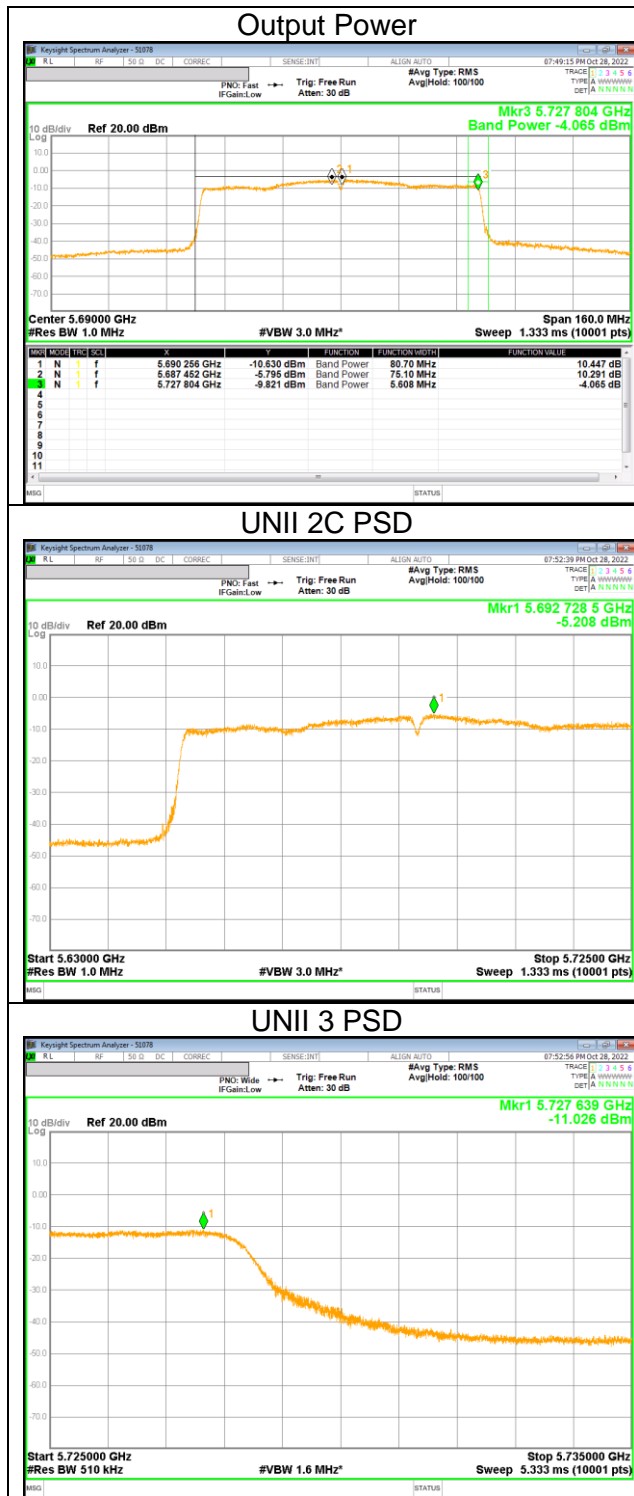 Output Power
Keysight Spectrum Analyzer - 51078
RL RF 50 Ω DC CORREC SENSE:INT ALIGN AUTO 07:49:15 PM Oct 28, 2022
#Avg Type: RMS TRACE 1 2 3 4 5 6
PNO: Fast Trig: Free Run Avg|Hold: 100/100 TYPE A WWWWW
IFGain:Low Atten: 30 dB DET A N N N N N
Mkr3 5.727 804 GHz
10 dB/div Ref 20.00 dBm Band Power -4.065 dBm
Log
10.0
0.00
2 1
3
-10.0
-20.0
-30.0
-40.0
-50.0
-60.0
-70.0
Center 5.69000 GHz Span 160.0 MHz
#Res BW 1.0 MHz #VBW 3.0 MHz* Sweep 1.333 ms (10001 pts)
MKR MODE TRC SCL X Y FUNCTION FUNCTION WIDTH FUNCTION VALUE
1 N 1 f 5.690 256 GHz -10.630 dBm Band Power 80.70 MHz 10.447 dB
2 N 1 f 5.687 452 GHz -5.795 dBm Band Power 75.10 MHz 10.291 dB
3 N 1 f 5.727 804 GHz -9.821 dBm Band Power 5.608 MHz -4.065 dB
4
5
6
7
8
9
10
11
MSG STATUS
UNII 2C PSD
Keysight Spectrum Analyzer - 51078
RL RF 50 Ω DC CORREC SENSE:INT ALIGN AUTO 07:52:39 PM Oct 28, 2022
#Avg Type: RMS TRACE 1 2 3 4 5 6
PNO: Fast Trig: Free Run Avg|Hold: 100/100 TYPE A WWWWW
IFGain:Low Atten: 30 dB DET A N N N N N
Mkr1 5.692 728 5 GHz
10 dB/div Ref 20.00 dBm -5.208 dBm
Log
10.0
0.00
1
-10.0
-20.0
-30.0
-40.0
-50.0
-60.0
-70.0
Start 5.63000 GHz Stop 5.72500 GHz
#Res BW 1.0 MHz #VBW 3.0 MHz* Sweep 1.333 ms (10001 pts)
MSG STATUS
UNII 3 PSD
Keysight Spectrum Analyzer - 51078
RL RF 50 Ω DC CORREC SENSE:INT ALIGN AUTO 07:52:56 PM Oct 28, 2022
#Avg Type: RMS TRACE 1 2 3 4 5 6
PNO: Wide Trig: Free Run Avg|Hold: 100/100 TYPE A WWWWW
IFGain:Low Atten: 30 dB DET A N N N N N
Mkr1 5.727 639 GHz
10 dB/div Ref 20.00 dBm -11.026 dBm
Log
10.0
0.00
1
-10.0
-20.0
-30.0
-40.0
-50.0
-60.0
-70.0
Start 5.725000 GHz Stop 5.735000 GHz
#Res BW 510 kHz #VBW 1.6 MHz* Sweep 5.333 ms (10001 pts)
MSG STATUS